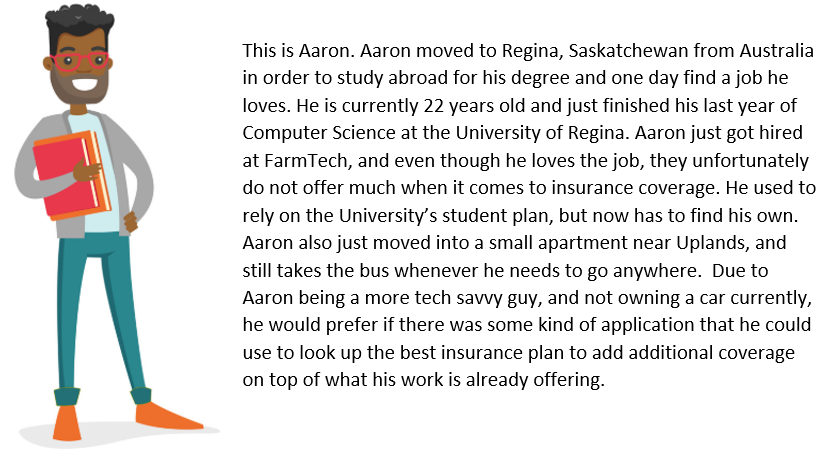 This is Aaron. Aaron moved to Regina, Saskatchewan from Australia
in order to study abroad for his degree and one day find a job he
loves. He is currently 22 years old and just finished his last year of
Computer Science at the University of Regina. Aaron just got hired
at FarmTech, and even though he loves the job, they unfortunately
do not offer much when it comes to insurance coverage. He used to
rely on the University’s student plan, but now has to find his own.
Aaron also just moved into a small apartment near Uplands, and
still takes the bus whenever he needs to go anywhere.  Due to
Aaron being a more tech savvy guy, and not owning a car currently,
he would prefer if there was some kind of application that he could
use to look up the best insurance plan to add additional coverage
on top of what his work is already offering.